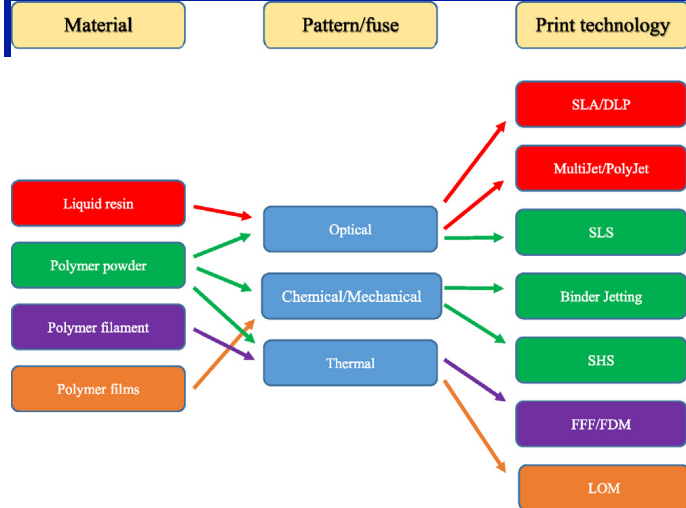 Material
Pattern/fuse
Print technology
SLA/DLP
MultiJet/PolyJet
Liquid resin
Optical
SLS
Polymer powder
Chemical/Mechanical
Binder Jetting
Polymer filament
Thermal
SHS
Polymer films
FFF/FDM
LOM